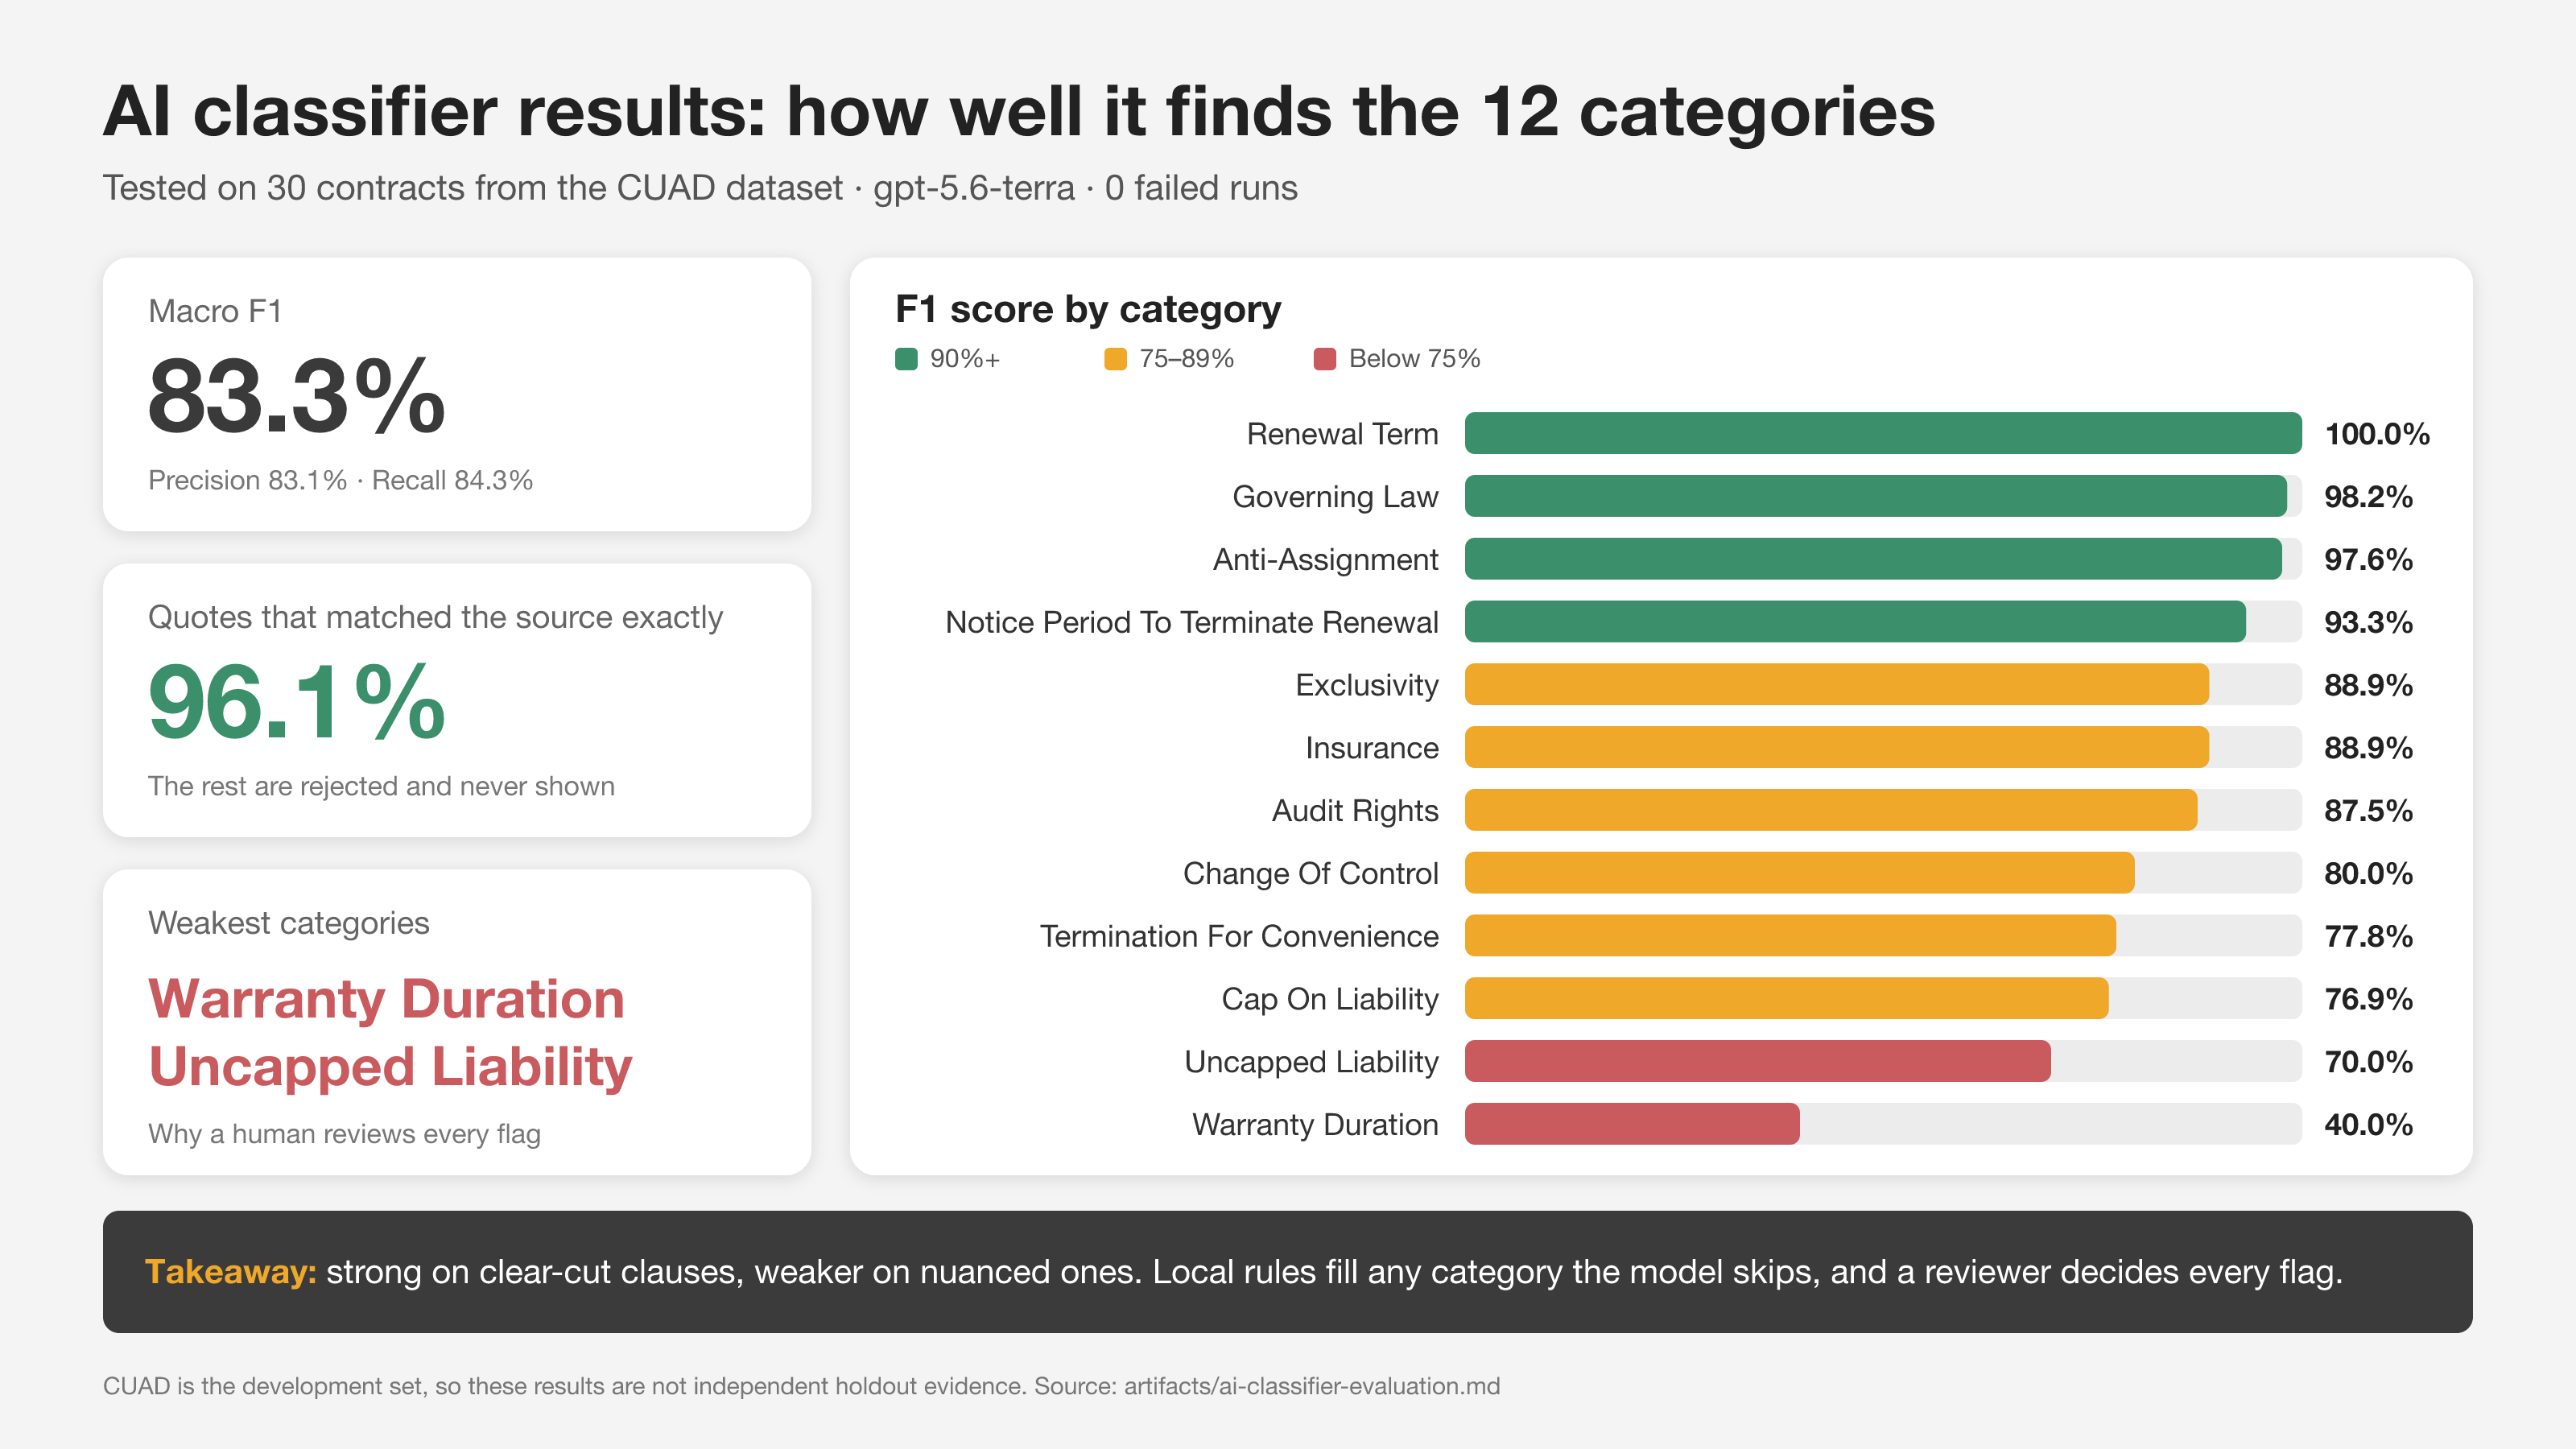 AI classifier results: how well it finds the 12 categories
Tested on 30 contracts from the CUAD dataset · gpt-5.6-terra · 0 failed runs
Macro F1
83.3%
Precision 83.1% · Recall 84.3%
Quotes that matched the source exactly
96.1%
The rest are rejected and never shown
Weakest categories
Warranty Duration
Uncapped Liability
Why a human reviews every flag
F1 score by category
90%+ 75–89% Below 75%
Renewal Term 100.0%
Governing Law 98.2%
Anti-Assignment 97.6%
Notice Period To Terminate Renewal 93.3%
Exclusivity 88.9%
Insurance 88.9%
Audit Rights 87.5%
Change Of Control 80.0%
Termination For Convenience 77.8%
Cap On Liability 76.9%
Uncapped Liability 70.0%
Warranty Duration 40.0%
Takeaway: strong on clear-cut clauses, weaker on nuanced ones. Local rules fill any category the model skips, and a reviewer decides every flag.
CUAD is the development set, so these results are not independent holdout evidence. Source: artifacts/ai-classifier-evaluation.md